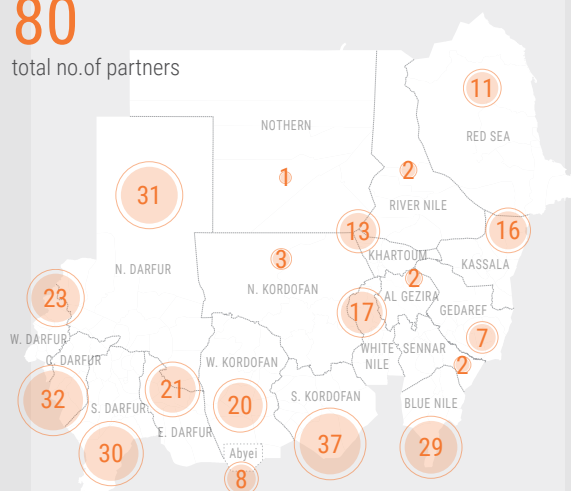 80
total no.of partners
11
NOTHERN
RED SEA
1
2
31
RIVER NILE
13
16
KHARTOUM
3
N. DARFUR
KASSALA
2
N. KORDOFAN
AL GEZIRA
23
17
GEDAREF
7
W. DARFUR
WHITE
NILE
SENNAR
C. DARFUR
W. KORDOFAN
2
21
S. KORDOFAN
32
20
BLUE NILE
S. DARFUR
E. DARFUR
37
29
30
Abyei
8